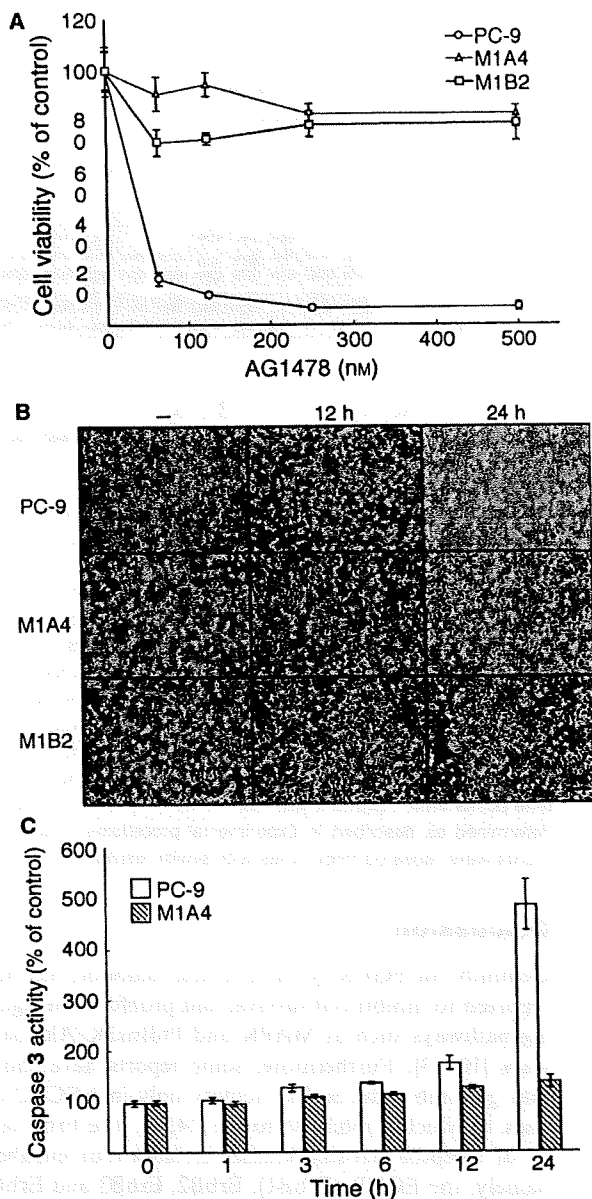 A
120
100
8
0
6
0
4
0
2
0
Cell viability (% of control)
PC-9
M1A4
M1B2
0
100
200
300
400
500
AG1478 (nM)
B
–
12 h
24 h
PC-9
M1A4
M1B2
C
600
500
400
300
200
100
Caspase 3 activity (% of control)
PC-9
M1A4
0
1
3
6
12
24
Time (h)